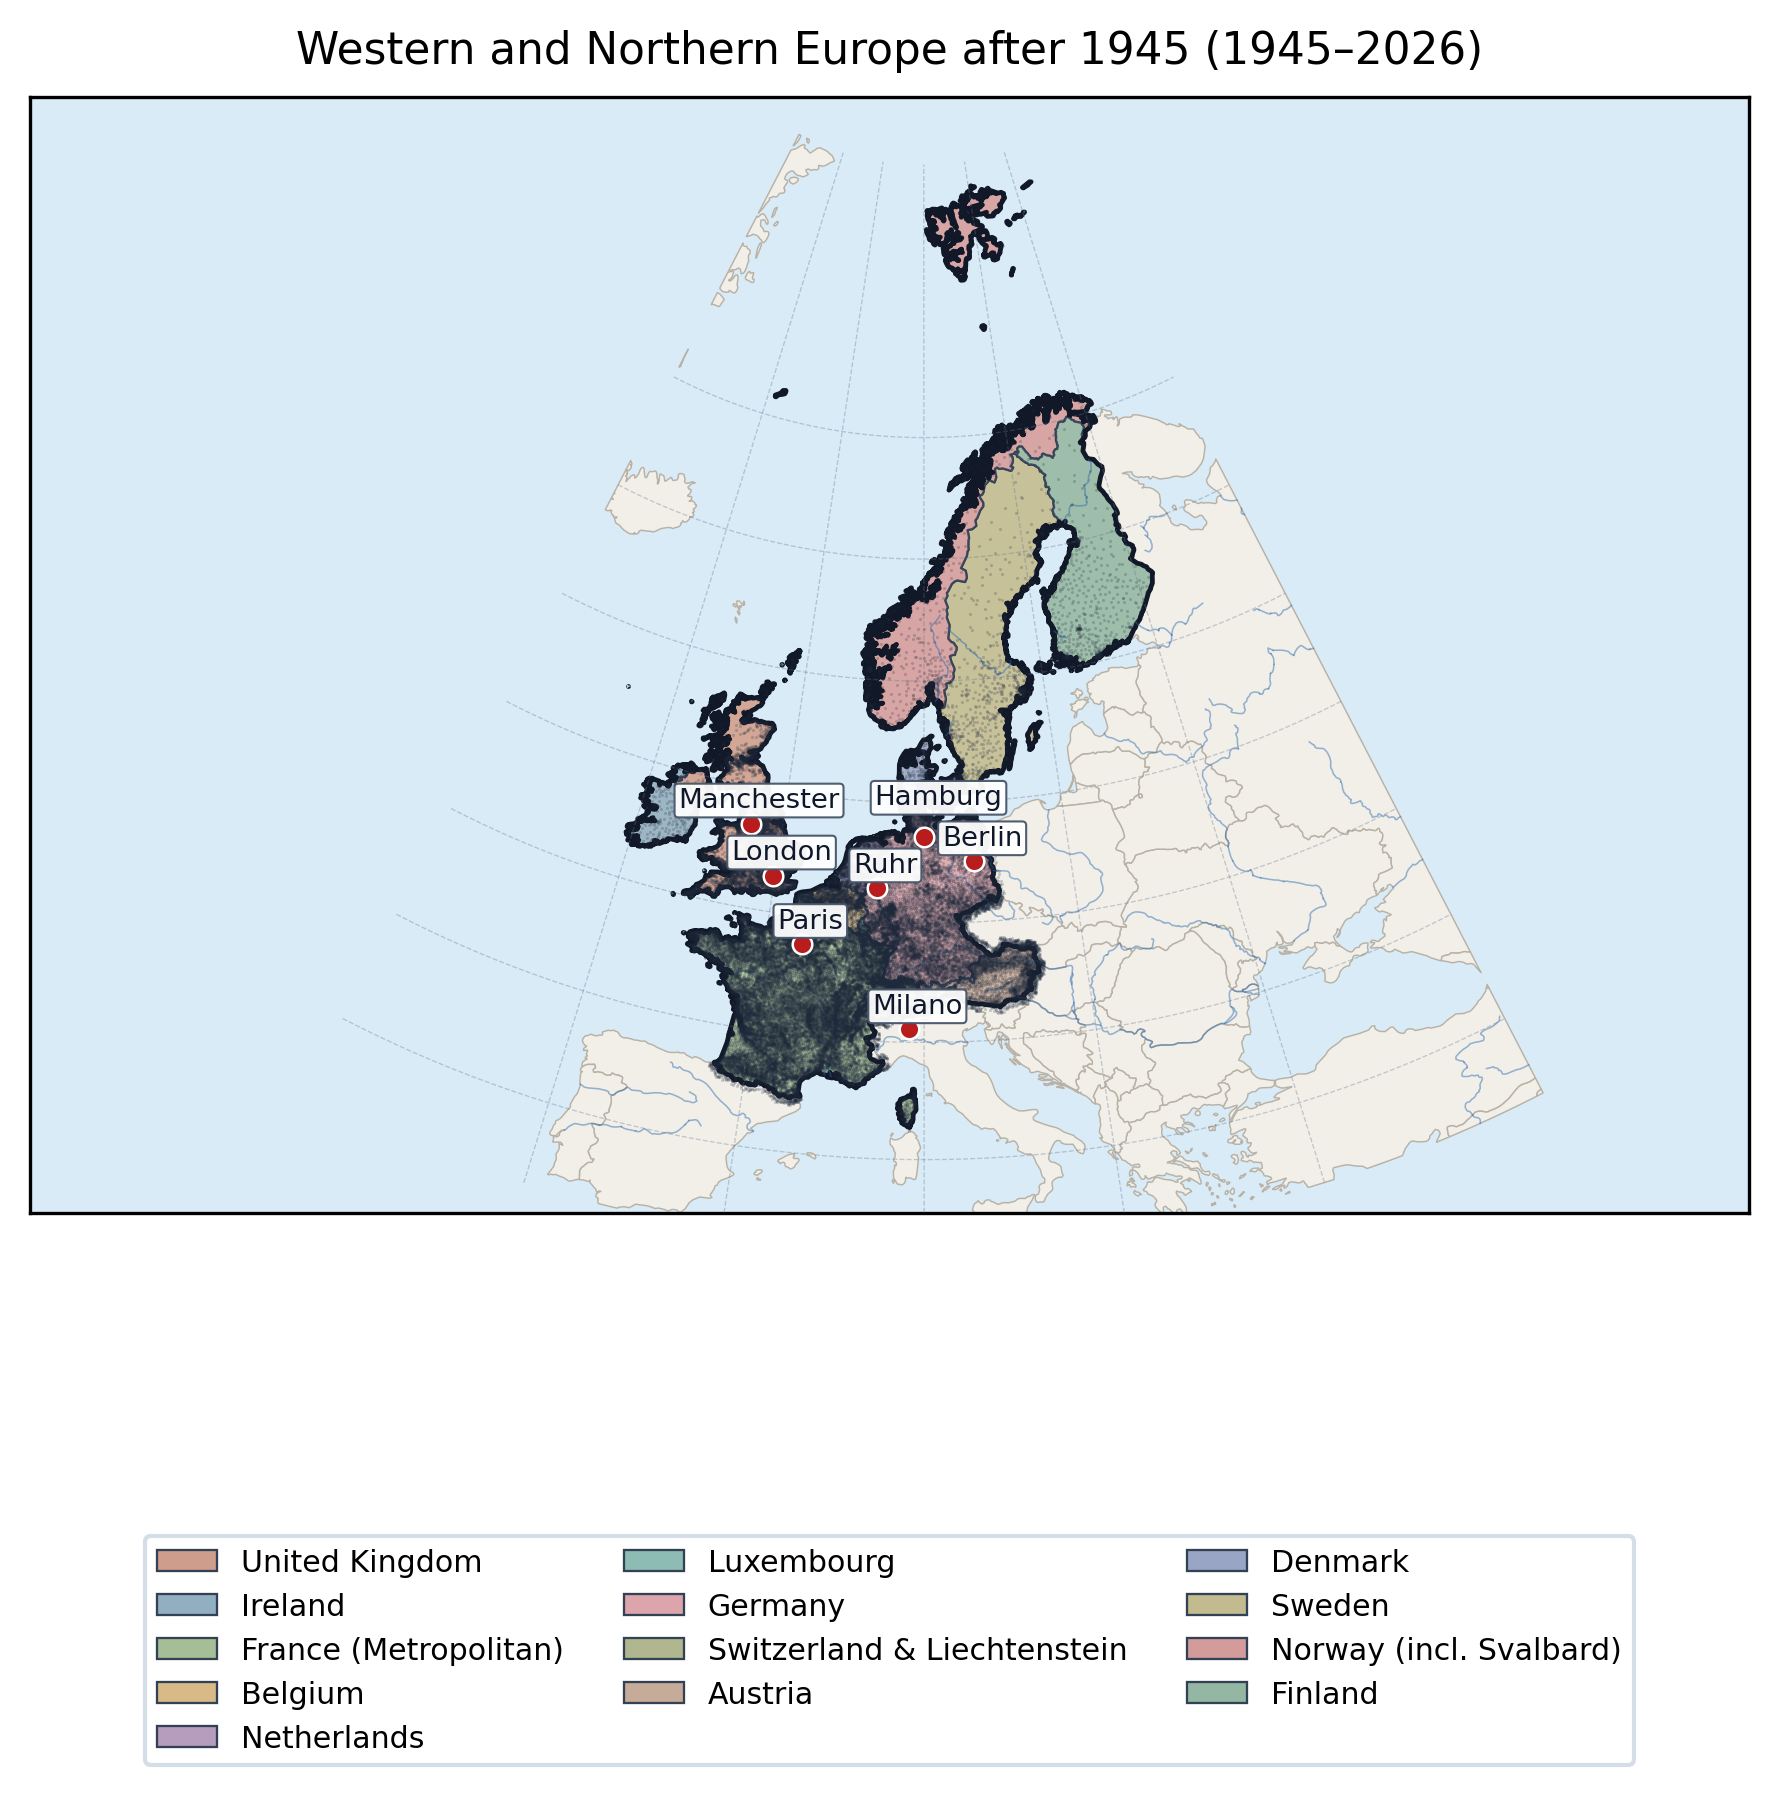 Western and Northern Europe after 1945 (1945–2026)
Manchester
Hamburg
London
Ruhr
Berlin
Paris
Milano
United Kingdom
Ireland
France (Metropolitan)
Belgium
Netherlands
Luxembourg
Germany
Switzerland & Liechtenstein
Austria
Denmark
Sweden
Norway (incl. Svalbard)
Finland